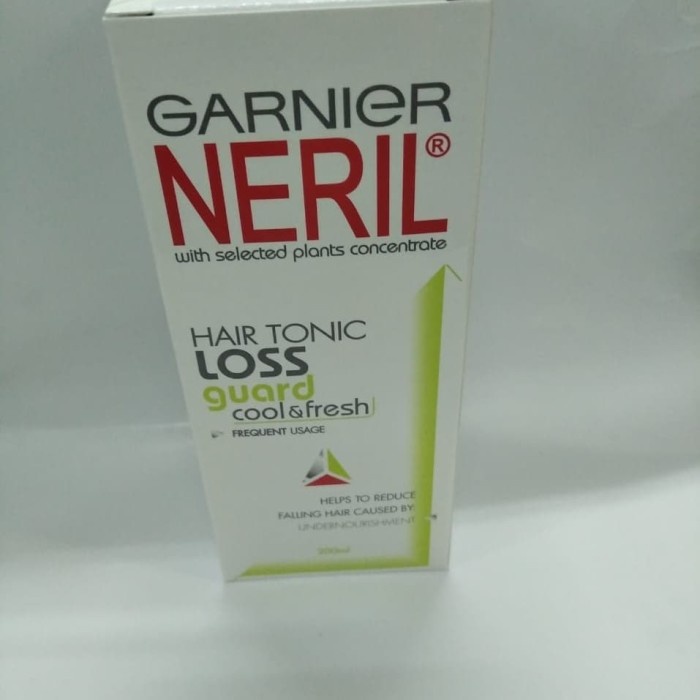 GARNIER
NERIL®
with selected plants concentrate
HAIR TONIC
LOSS
guard
cool&fresh
FREQUENT USAGE
HELPS TO REDUCE
FALLING HAIR CAUSED BY
UNDERNOURISHMENT
200ml